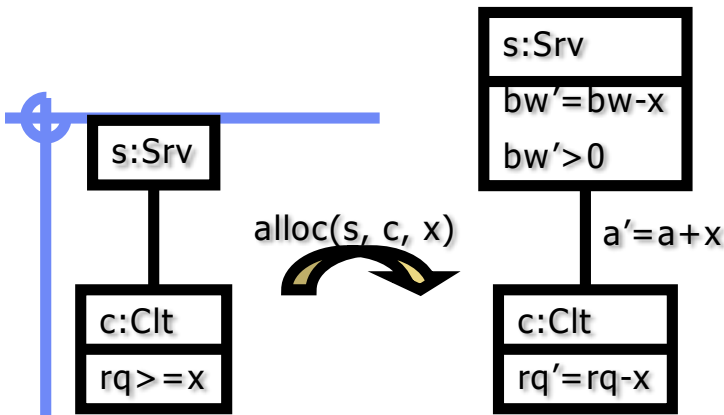 s:Srv
c:Clt
rq>=x
alloc(s, c, x)
s:Srv
bw’=bw-x
bw’>0
a’=a+x
c:Clt
rq’=rq-x